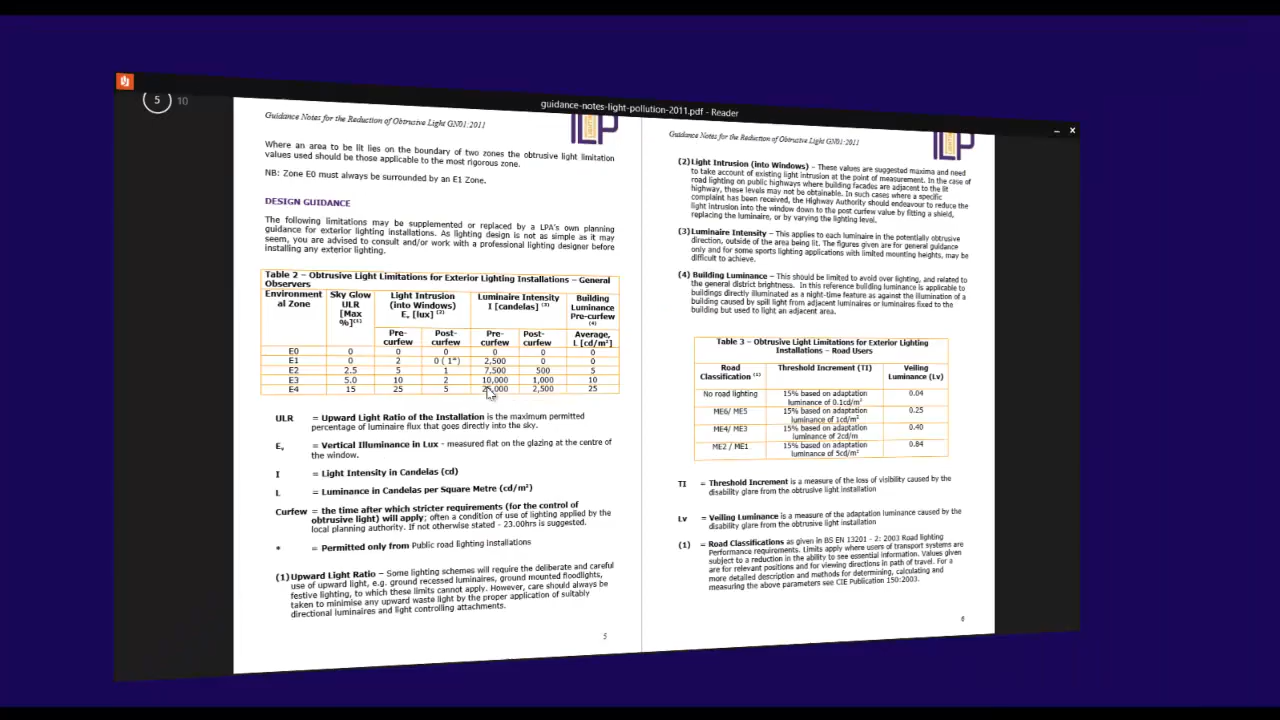 5 10
guidance-notes-light-pollution-2011.pdf - Reader
Guidance Notes for the Reduction of Obtrusive Light GN01:2011
Where an area to be lit lies on the boundary of two zones the obtrusive light limitation
values used should be those applicable to the most rigorous zone.
NB: Zone E0 must always be surrounded by an E1 Zone.
DESIGN GUIDANCE
The following limitations may be supplemented or replaced by a LPA's own planning
guidance for exterior lighting installations. As lighting design is not as simple as it may
seem, you are advised to consult and/or work with a professional lighting designer before
installing any exterior lighting.
Table 2 – Obtrusive Light Limitations for Exterior Lighting Installations – General
Observers
Environment
al Zone
Sky Glow
ULR
[Max
%](1)
Light Intrusion
(into Windows)
Ev [lux] (2)
Luminaire Intensity
I [candelas] (3)
Building
Luminance
Pre-curfew
(4)
Pre-
curfew
Post-
curfew
Pre-
curfew
Post-
curfew
Average,
L [cd/m2]
E0 0 0 0 0 0 0
E1 0 2 0 (1*) 2,500 0 0
E2 2.5 5 1 7,500 500 5
E3 5.0 10 2 10,000 1,000 10
E4 15 25 5 25,000 2,500 25
ULR = Upward Light Ratio of the Installation is the maximum permitted
percentage of luminaire flux that goes directly into the sky.
Ev = Vertical Illuminance in Lux - measured flat on the glazing at the centre of
the window.
I = Light Intensity in Candelas (cd)
L = Luminance in Candelas per Square Metre (cd/m2)
Curfew = the time after which stricter requirements (for the control of
obtrusive light) will apply; often a condition of use of lighting applied by the
local planning authority. If not otherwise stated - 23.00hrs is suggested.
* = Permitted only from Public road lighting installations
(1) Upward Light Ratio – Some lighting schemes will require the deliberate and careful
use of upward light, e.g. ground recessed luminaires, ground mounted floodlights,
festive lighting, to which these limits cannot apply. However, care should always be
taken to minimise any upward waste light by the proper application of suitably
directional luminaires and light controlling attachments.
5
Guidance Notes for the Reduction of Obtrusive Light GN01:2011
(2) Light Intrusion (into Windows) – These values are suggested maxima and need
to take account of existing light intrusion at the point of measurement. In the case of
road lighting on public highways where building facades are adjacent to the lit
highway, these levels may not be obtainable. In such cases where a specific
complaint has been received, the Highway Authority should endeavour to reduce the
light intrusion into the window down to the post curfew value by fitting a shield,
replacing the luminaire, or by varying the lighting level.
(3) Luminaire Intensity – This applies to each luminaire in the potentially obtrusive
direction, outside of the area being lit. The figures given are for general guidance
only and for some sports lighting applications with limited mounting heights, may be
difficult to achieve.
(4) Building Luminance – This should be limited to avoid over lighting, and related to
the general district brightness. In this reference building luminance is applicable to
buildings directly illuminated as a night-time feature as against the illumination of a
building caused by spill light from adjacent luminaires or luminaires fixed to the
building but used to light an adjacent area.
Table 3 – Obtrusive Light Limitations for Exterior Lighting
Installations – Road Users
Road
Classification (1)
Threshold Increment (TI)
Veiling
Luminance (Lv)
No road lighting 15% based on adaptation 0.04
luminance of 0.1cd/m2
ME6/ ME5 15% based on adaptation 0.25
luminance of 1cd/m2
ME4/ ME3 15% based on adaptation 0.40
luminance of 2cd/m
ME2 / ME1 15% based on adaptation 0.84
luminance of 5cd/m2
TI = Threshold Increment is a measure of the loss of visibility caused by the
disability glare from the obtrusive light installation
Lv = Veiling Luminance is a measure of the adaptation luminance caused by the
disability glare from the obtrusive light installation
(1) = Road Classifications as given in BS EN 13201 - 2: 2003 Road lighting
Performance requirements. Limits apply where users of transport systems are
subject to a reduction in the ability to see essential information. Values given
are for relevant positions and for viewing directions in path of travel. For a
more detailed description and methods for determining, calculating and
measuring the above parameters see CIE Publication 150:2003.
6